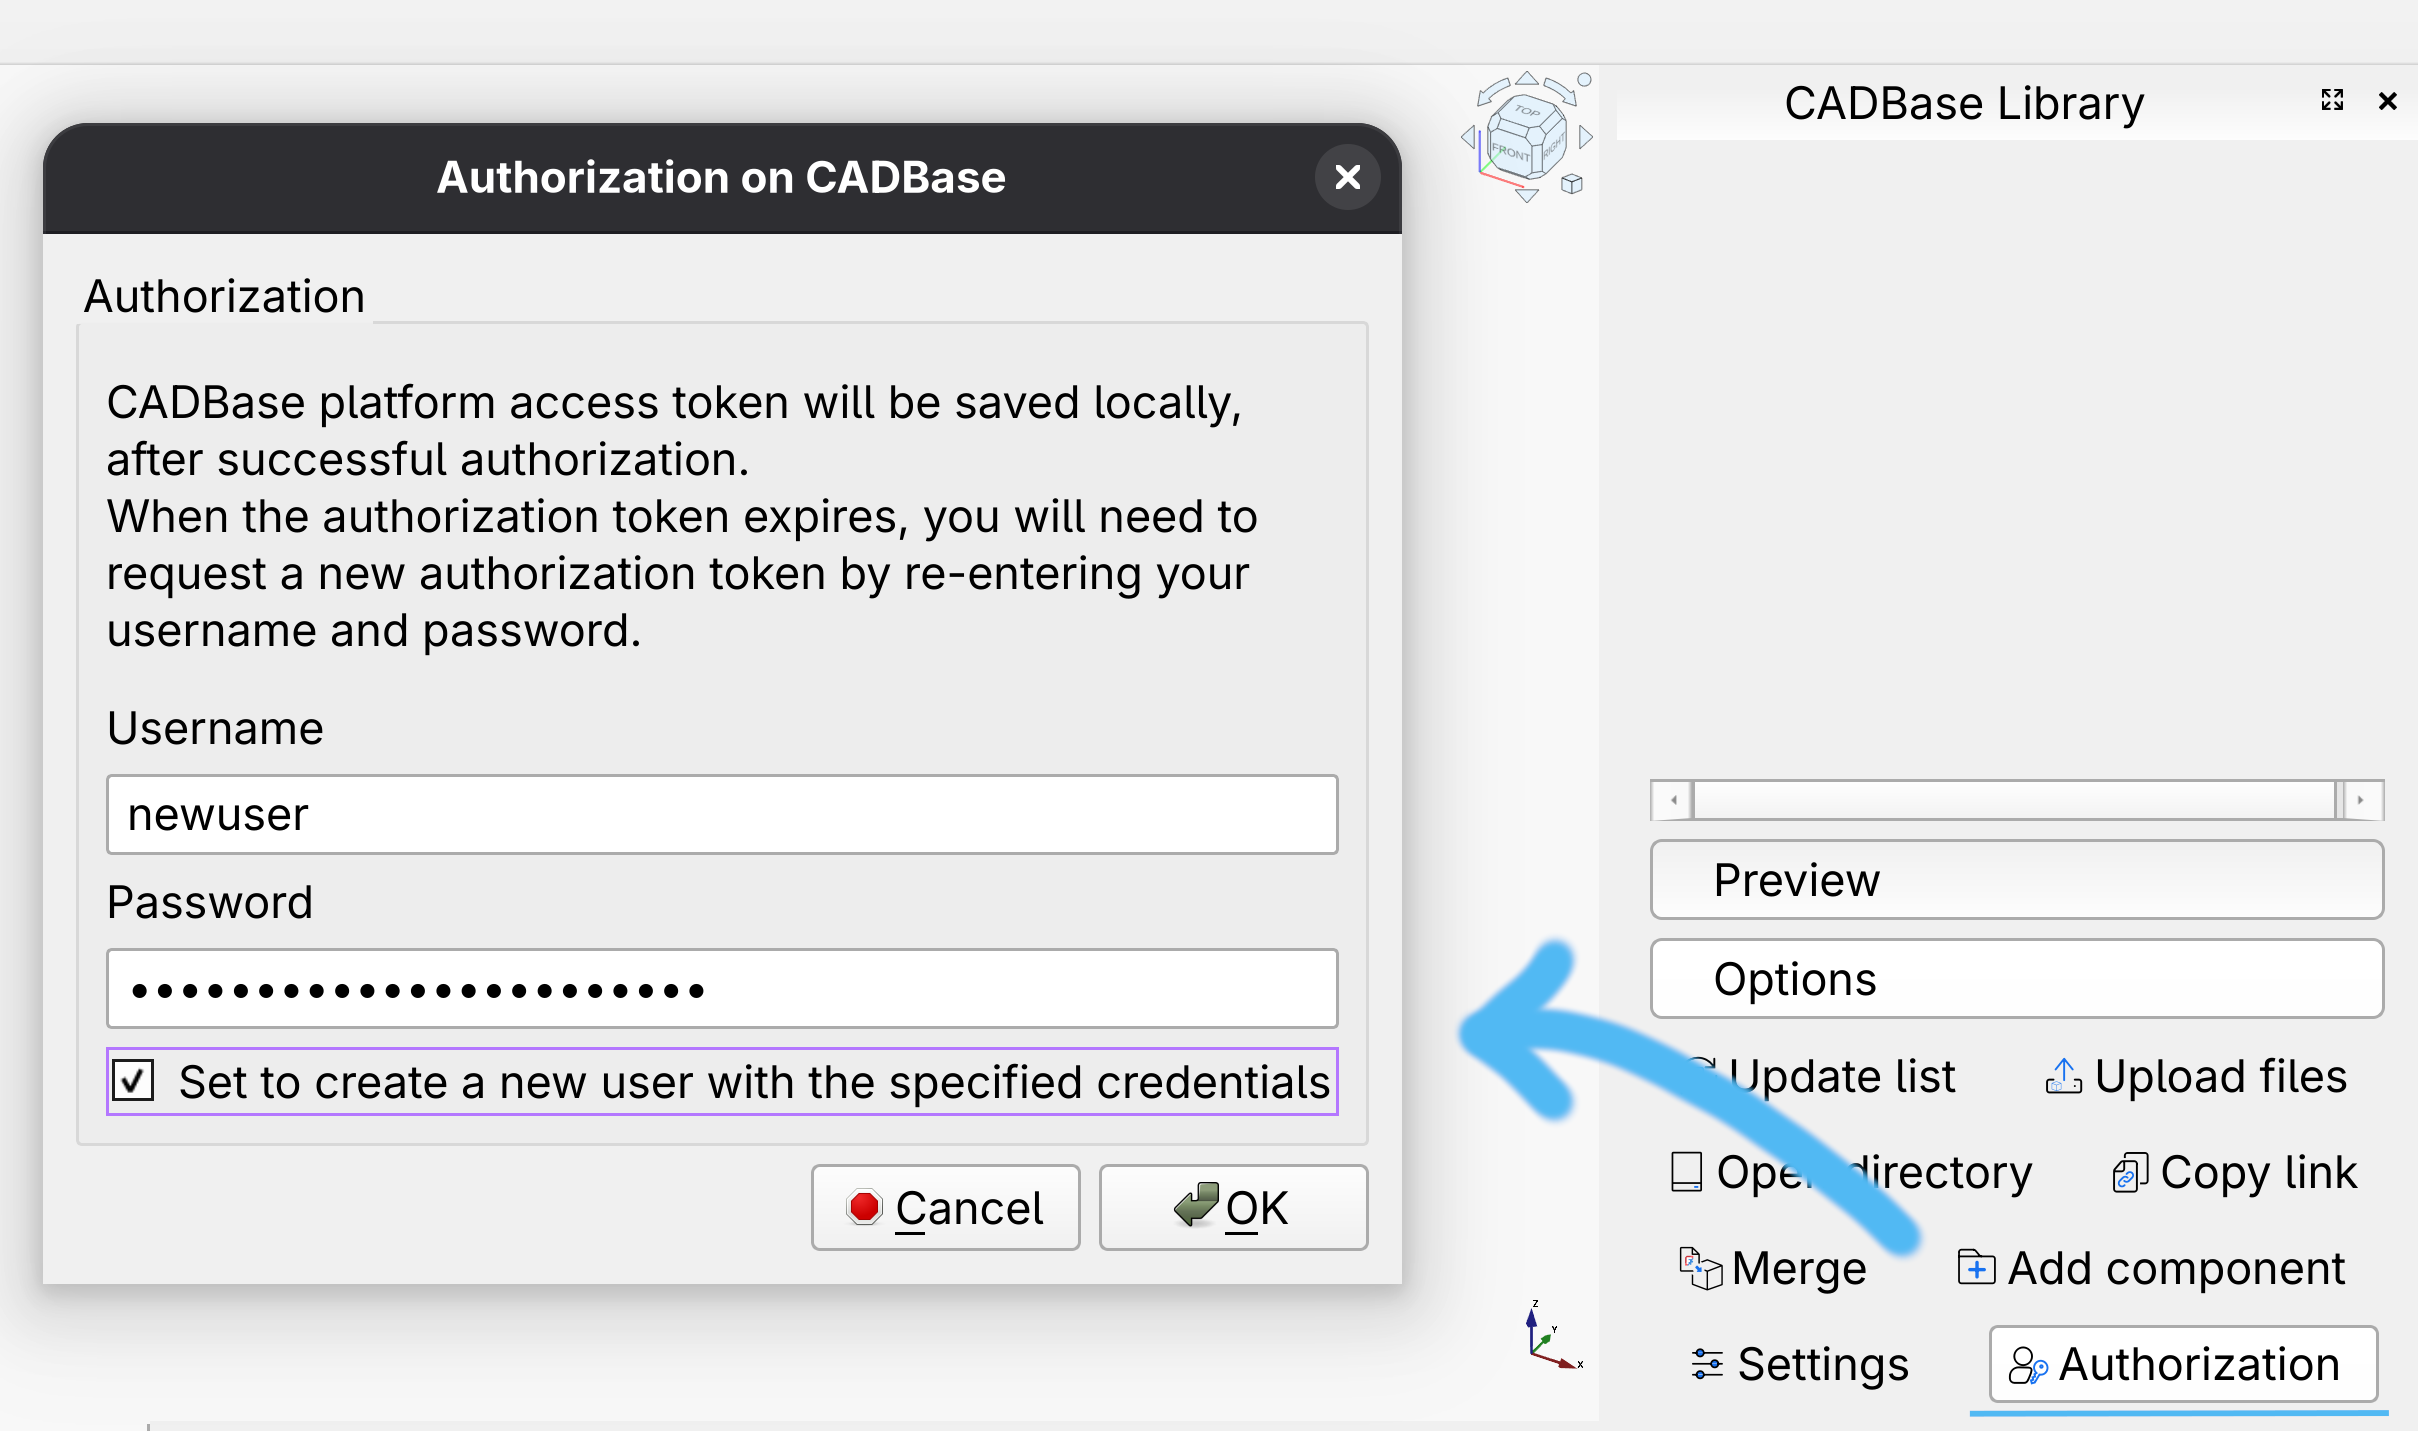 CADBase Library
TOP
FRONT
RIGHT
Authorization on CADBase
Authorization
CADBase platform access token will be saved locally,
after successful authorization.
When the authorization token expires, you will need to
request a new authorization token by re-entering your
username and password.
Username
newuser
Password
Set to create a new user with the specified credentials
Cancel
OK
Preview
Options
Update list
Upload files
Open directory
Copy link
Merge
Add component
Settings
Authorization
Z
Y
X